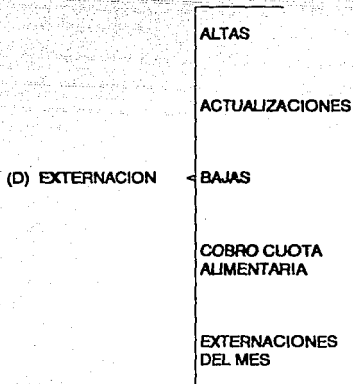 ALTAS
ACTUALIZACIONES
(D) EXTERNACION
BAJAS
COBRO CUOTA
ALIMENTARIA
EXTERNACIONES
DEL MES